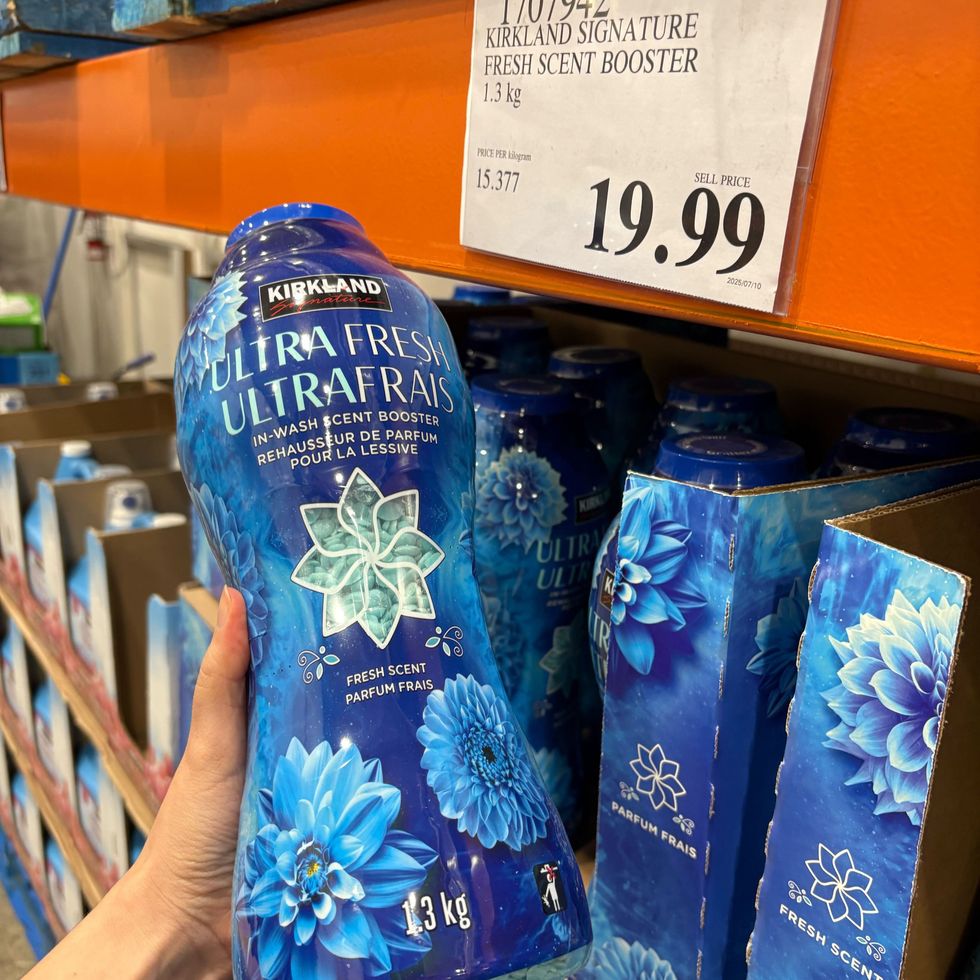 1707942
KIRKLAND SIGNATURE
FRESH SCENT BOOSTER
1.3 kg
PRICE PER kilogram
15.377
SELL PRICE
19.99
2025/07/10
KIRKLAND
Signature
ULTRA FRESH
ULTRAFRAIS
IN-WASH SCENT BOOSTER
REHAUSSEUR DE PARFUM
POUR LA LESSIVE
FRESH SCENT
PARFUM FRAIS
1.3 kg
PARFUM FRAIS
FRESH SCENT